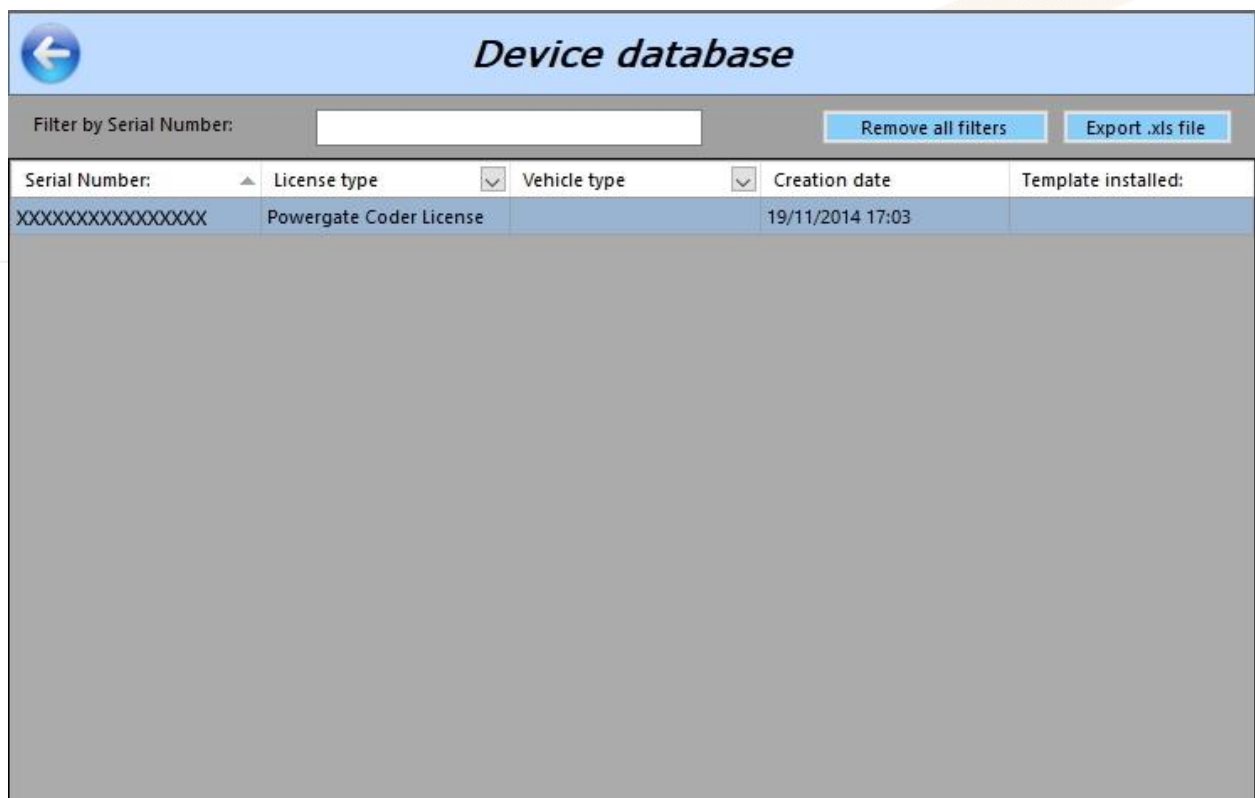 Device database
Filter by Serial Number: Remove all filters Export .xls file
Serial Number: License type Vehicle type Creation date Template installed:
XXXXXXXXXXXXXXXX Powergate Coder License 19/11/2014 17:03